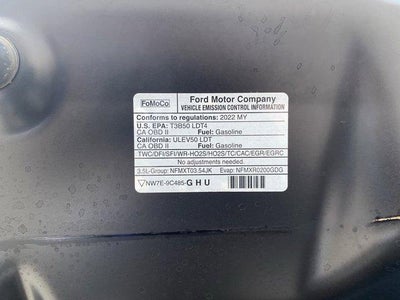 FoMoCo
Ford Motor Company
VEHICLE EMISSION CONTROL INFORMATION
Conforms to regulations: 2022 MY
U.S. EPA: T3B50 LDT4
CA OBD II Fuel: Gasoline
California: ULEV50 LDT
CA OBD II Fuel: Gasoline
TWC/DFI/SFI/WR-HO2S/HO2S/TC/CAC/EGR/EGRC
No adjustments needed.
3.5L-Group: NFMXT03.54JK Evap: NFMXR0200GDG
NW7E-9C485-GHU